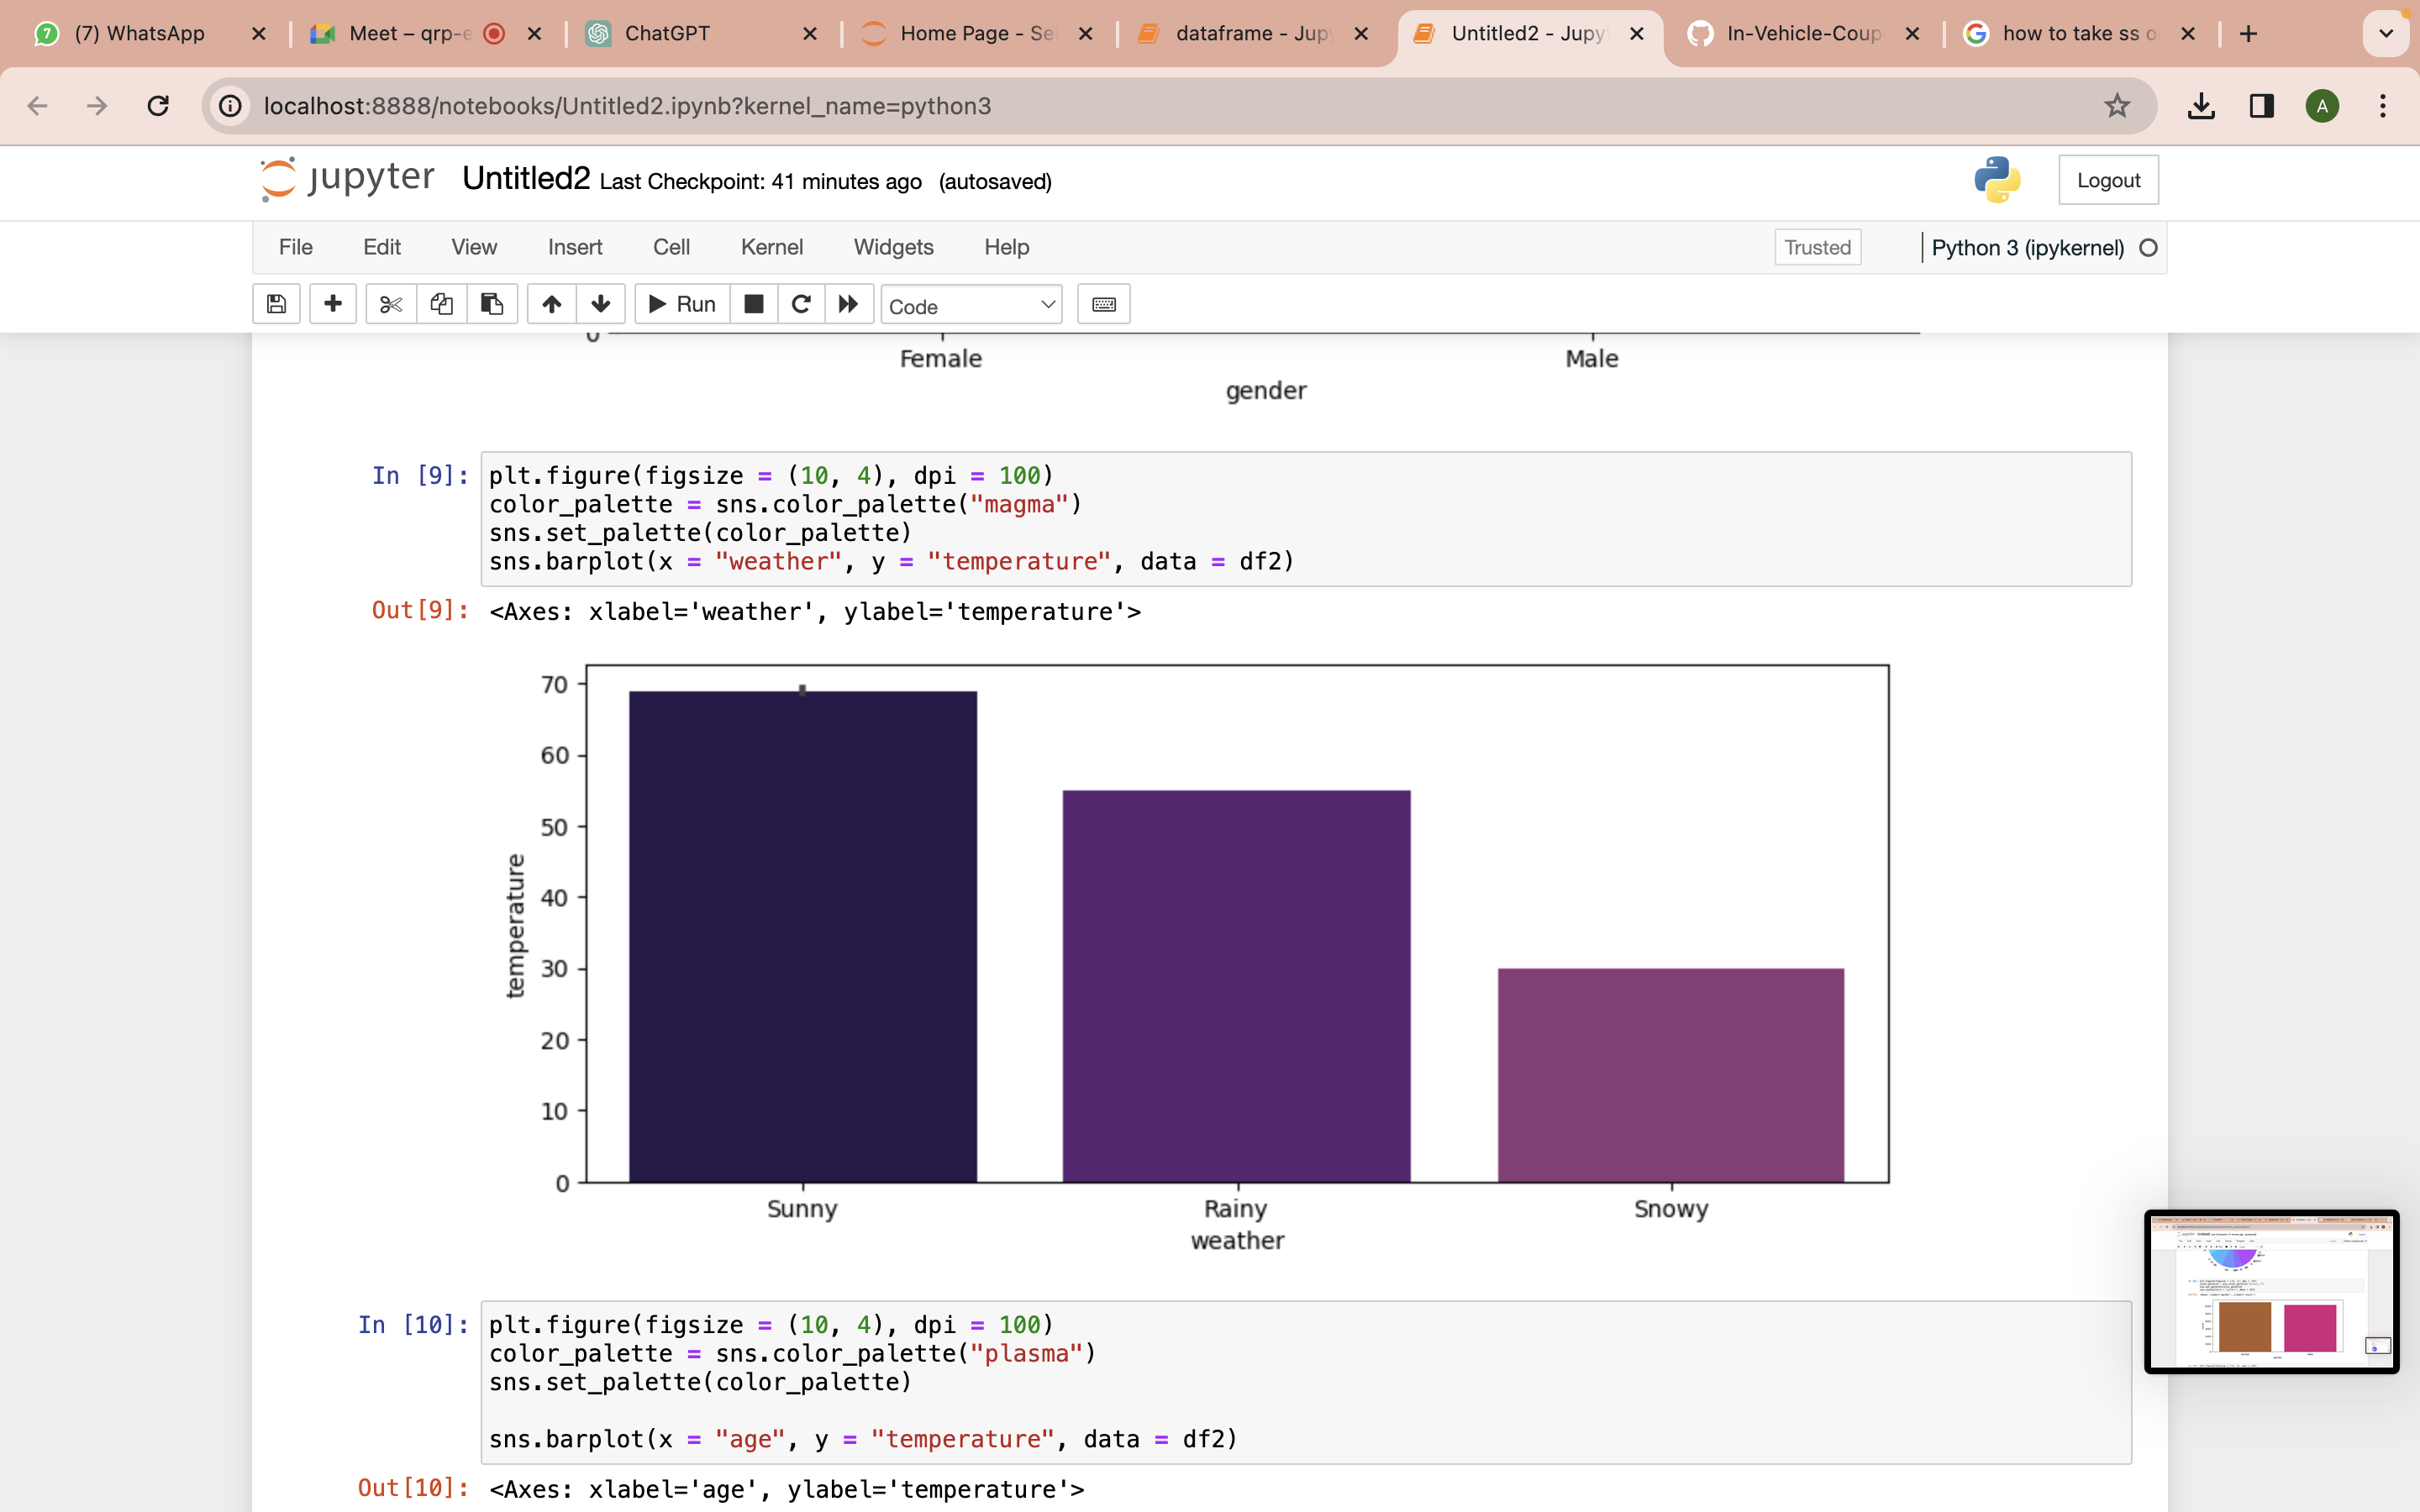 7 (7) WhatsApp
Meet – qrp-e
ChatGPT
Home Page - Se
dataframe - Jup
Untitled2 - Jupy
In-Vehicle-Coup
how to take ss o
localhost:8888/notebooks/Untitled2.ipynb?kernel_name=python3
A
jupyter Untitled2 Last Checkpoint: 41 minutes ago (autosaved)
Logout
File Edit View Insert Cell Kernel Widgets Help
Trusted
Python 3 (ipykernel)
Run
Code
0
Female Male
gender
In [9]: plt.figure(figsize = (10, 4), dpi = 100)
color_palette = sns.color_palette("magma")
sns.set_palette(color_palette)
sns.barplot(x = "weather", y = "temperature", data = df2)
Out[9]: <Axes: xlabel='weather', ylabel='temperature'>
70
60
50
40
30
20
10
0
temperature
Sunny Rainy Snowy
weather
In [10]: plt.figure(figsize = (10, 4), dpi = 100)
color_palette = sns.color_palette("plasma")
sns.set_palette(color_palette)
sns.barplot(x = "age", y = "temperature", data = df2)
Out[10]: <Axes: xlabel='age', ylabel='temperature'>